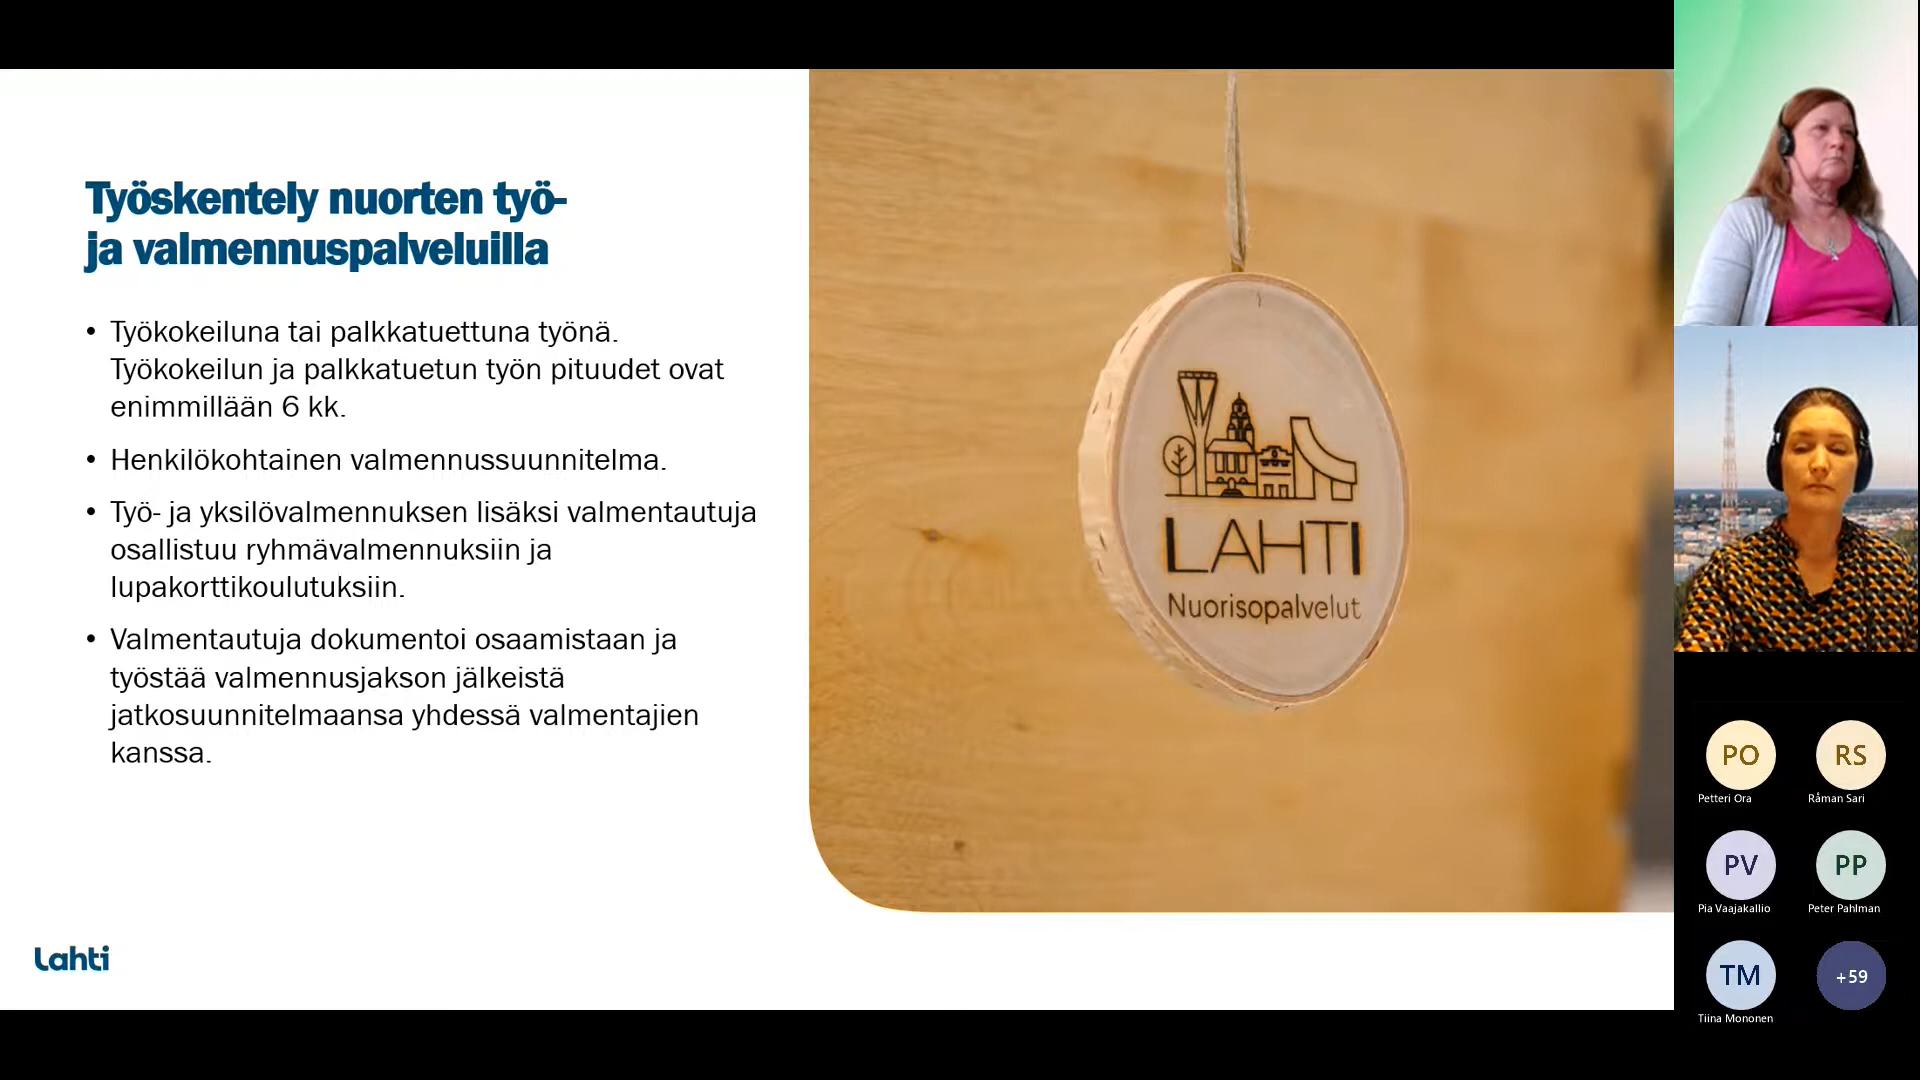 Työskentely nuorten työ-
ja valmennuspalveluilla
• Työkokeiluna tai palkkatuettuna työnä.
Työkokeilun ja palkkatuetun työn pituudet ovat
enimmillään 6 kk.
• Henkilökohtainen valmennussuunnitelma.
• Työ- ja yksilövalmennuksen lisäksi valmentautuja
osallistuu ryhmävalmennuksiin ja
lupakorttikoulutuksiin.
• Valmentautuja dokumentoi osaamistaan ja
työstää valmennusjakson jälkeistä
jatkosuunnitelmaansa yhdessä valmentajien
kanssa.
Lahti
LAHTI
Nuorisopalvelut
PO
Petteri Ora
RS
Råman Sari
PV
Pia Vaajakallio
PP
Peter Pahlman
TM
Tiina Mononen
+59